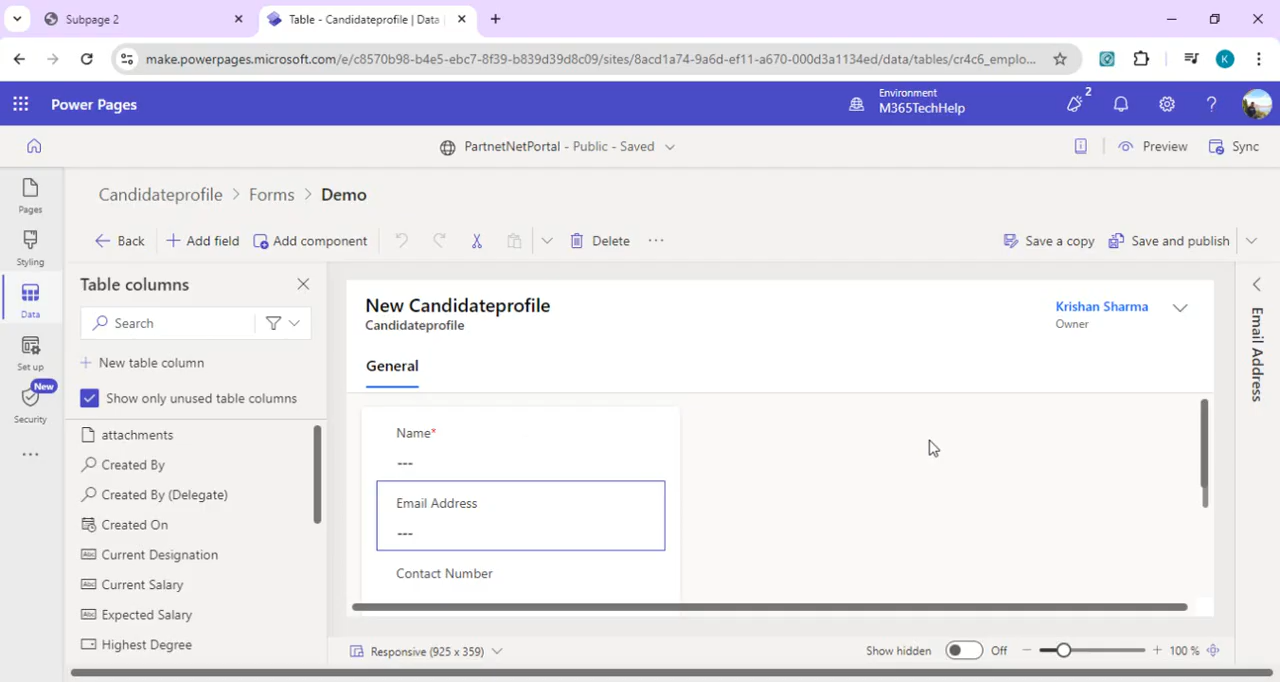 Subpage 2
Table - Candidateprofile | Data
make.powerpages.microsoft.com/e/c8570b98-b4e5-ebc7-8f39-b839d39d8c09/sites/8acd1a74-9a6d-ef11-a670-000d3a1134ed/data/tables/cr4c6_emplo...
K
Power Pages
Environment
M365TechHelp
2
PartnetNetPortal - Public - Saved
Preview
Sync
Pages
Styling
Data
Set up
New
Security
Candidateprofile > Forms > Demo
Back
Add field
Add component
Delete
Save a copy
Save and publish
Table columns
Search
New table column
Show only unused table columns
attachments
Created By
Created By (Delegate)
Created On
Abc Current Designation
Abc Current Salary
Abc Expected Salary
Highest Degree
New Candidateprofile
Candidateprofile
Krishan Sharma
Owner
General
Name*
---
Email Address
---
Contact Number
Email Address
Responsive (925 x 359)
Show hidden
Off
100 %